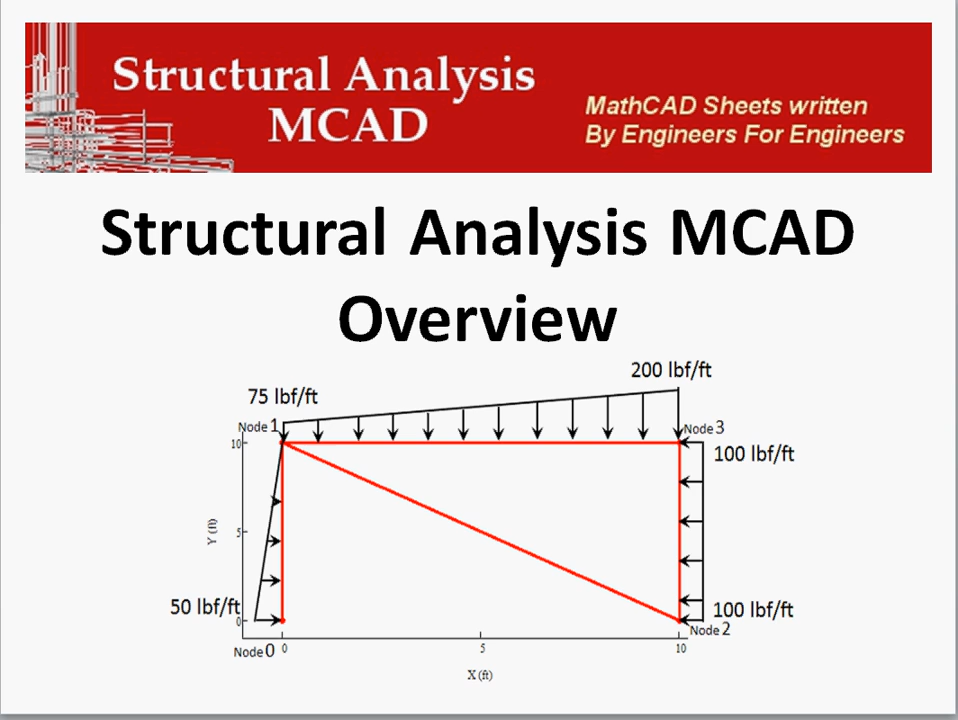 Structural Analysis
MCAD
MathCAD Sheets written
By Engineers For Engineers
Structural Analysis MCAD
Overview
200 lbf/ft
75 lbf/ft
Node 1
Node 3
10
100 lbf/ft
Y (ft)
5
50 lbf/ft
100 lbf/ft
0
Node 2
Node 0
0
5
10
X (ft)